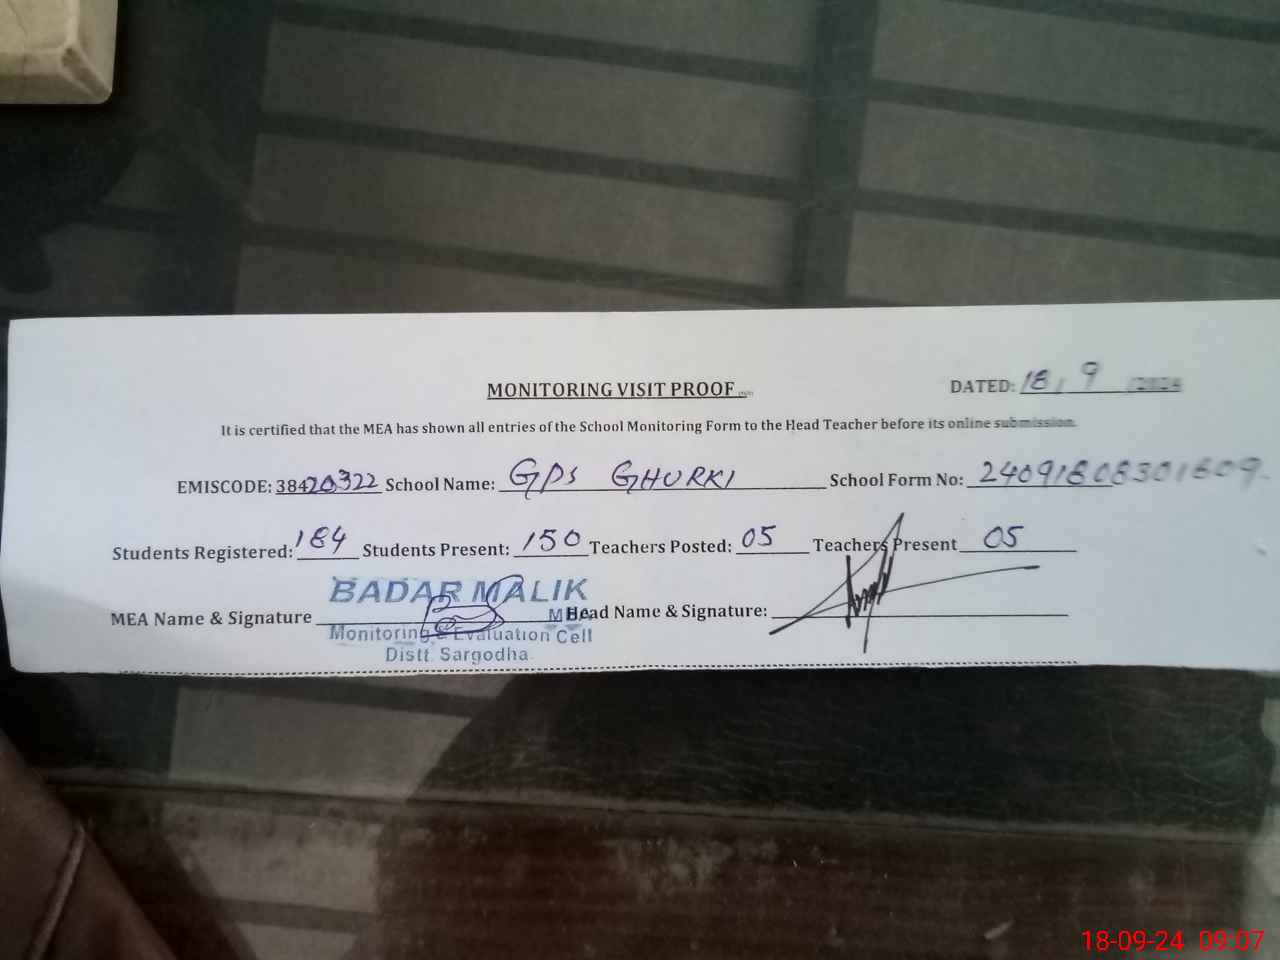 MONITORING VISIT PROOF
DATED: 18/9/2024
It is certified that the MEA has shown all entries of the School Monitoring Form to the Head Teacher before its online submission.
EMISCODE: 38420322 School Name: GPS GHURKI School Form No: 24091808301609
Students Registered: 184 Students Present: 150 Teachers Posted: 05 Teachers Present 05
BADAR MALIK
MEA Name & Signature Head Name & Signature:
Monitoring & Evaluation Cell
Distt. Sargodha.
18-09-24 09:07